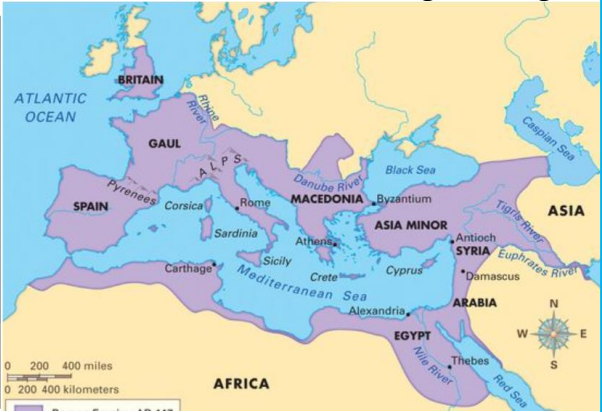 BRITAIN
ATLANTIC
OCEAN
Rhine
River
GAUL
ALPS
Caspian Sea
Danube River
Black Sea
Pyrenees
Corsica
Rome
MACEDONIA
Byzantium
SPAIN
Tigris River
ASIA
Sardinia
ASIA MINOR
Athens
Antioch
SYRIA
Euphrates River
Sicily
Carthage
Crete
Cyprus
Mediterranean Sea
Damascus
ARABIA
Alexandria
N
W
E
S
EGYPT
Nile River
Thebes
Red Sea
0 200 400 miles
0 200 400 kilometers
AFRICA